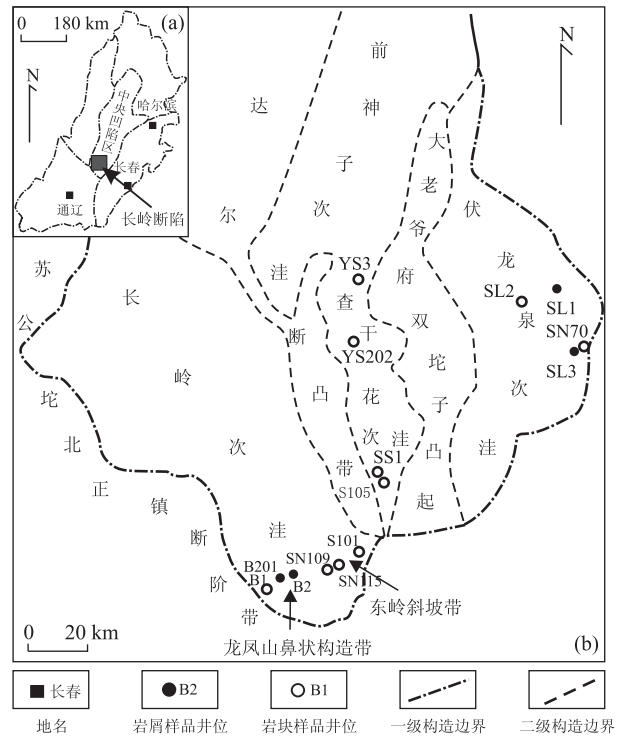 (a)
0 180 km
N
中央凹陷区
哈尔滨
长春
通辽
长岭断陷
N
前神子次洼
达尔
大老爷府双坨子凸起
伏龙泉次洼
苏公坨北正镇断阶带
长岭次洼
断凸带
查干花次洼
YS3
YS202
SL2
SL1
SN70
SL3
SS1
S105
S101
SN109
SN115
B201
B1
B2
东岭斜坡带
龙凤山鼻状构造带
0 20 km
(b)
长春
B2
B1
地名
岩屑样品井位
岩块样品井位
一级构造边界
二级构造边界